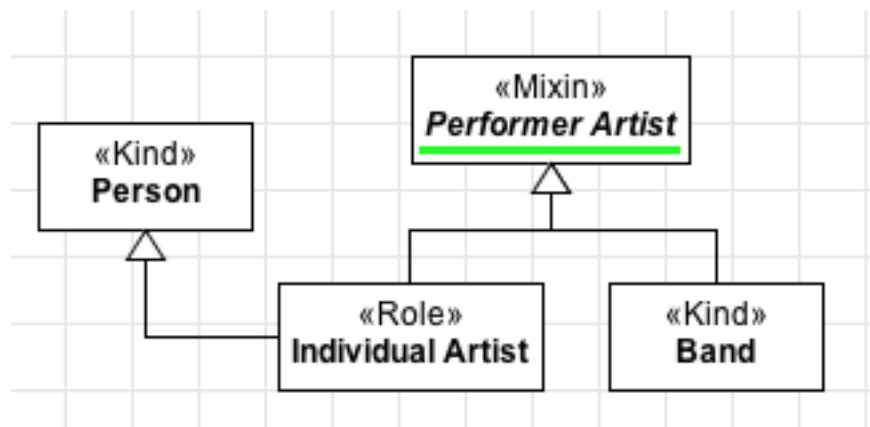 «Mixin»
Performer Artist
«Kind»
Person
«Role»
Individual Artist
«Kind»
Band